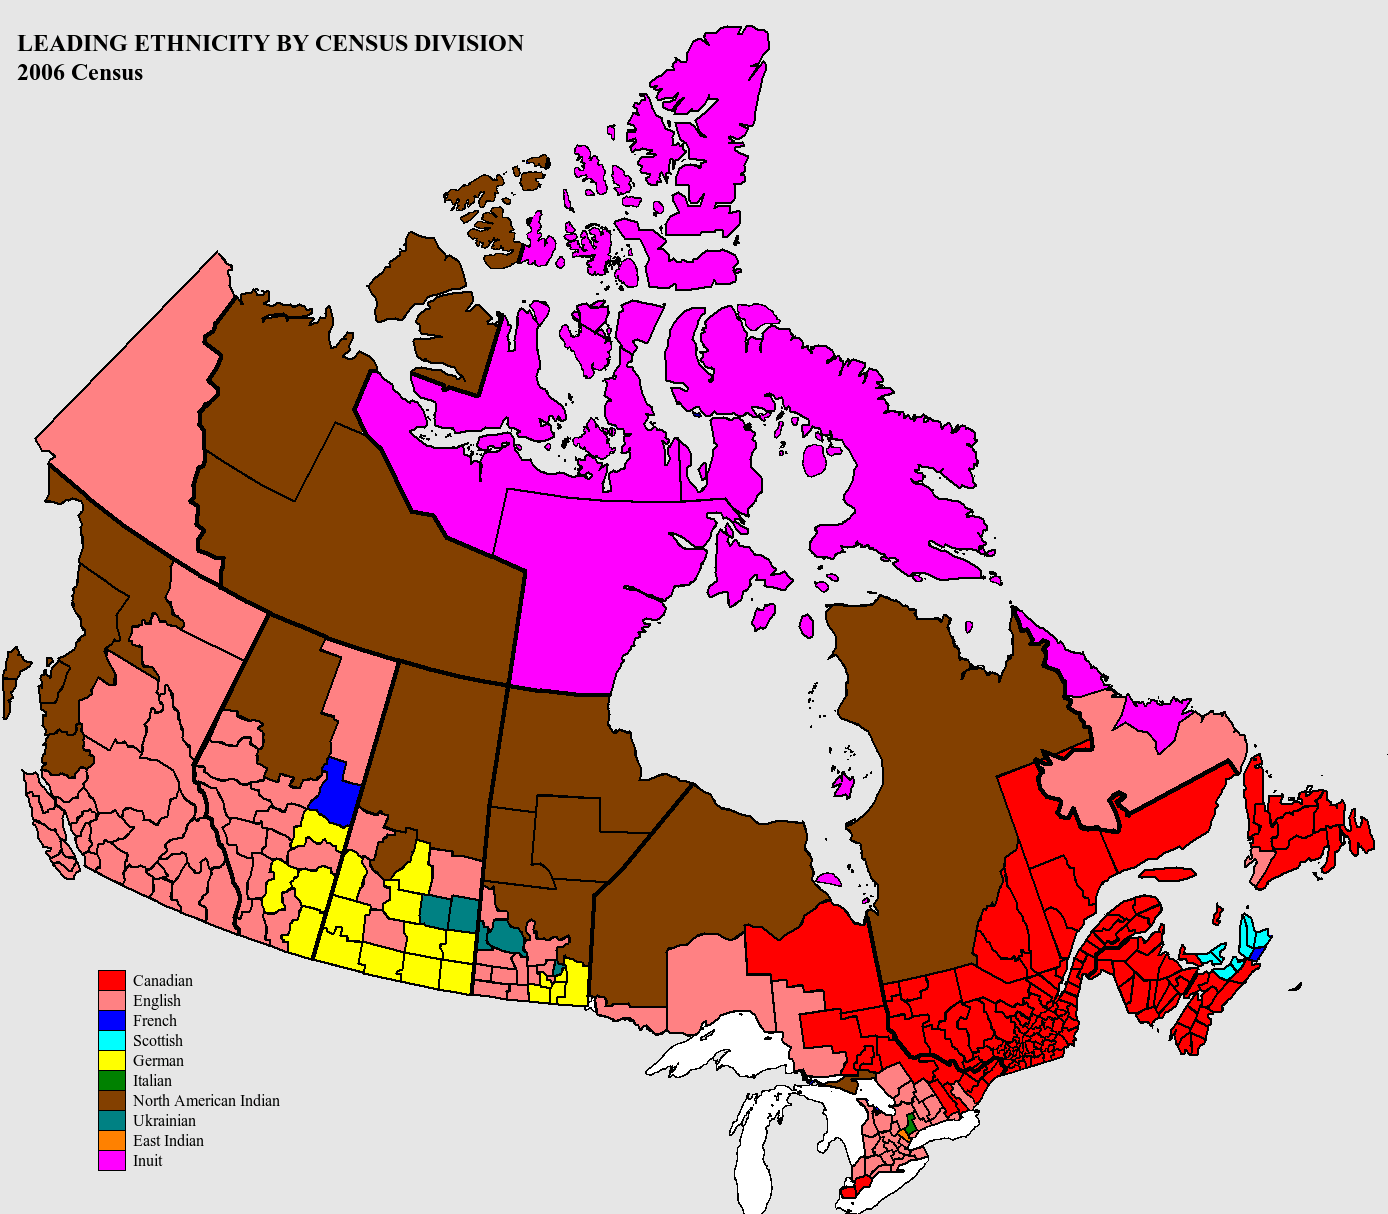 LEADING ETHNICITY BY CENSUS DIVISION
2006 Census
Canadian
English
French
Scottish
German
Italian
North American Indian
Ukrainian
East Indian
Inuit